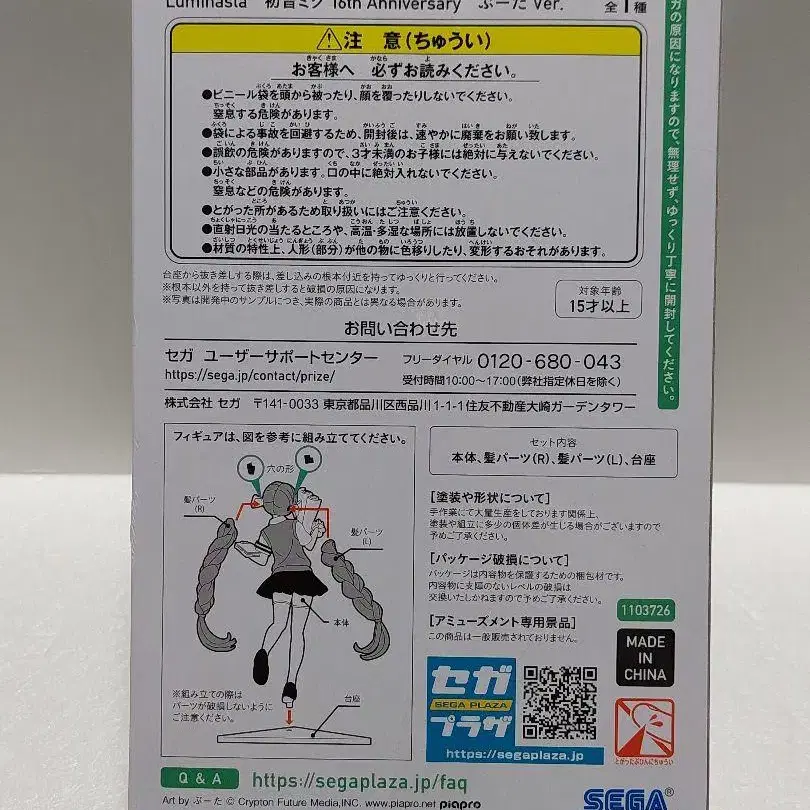 Luminasta 初音ミク 16th Anniversary ぶーた Ver.
全1種
ガの原因になりますので、無理せず、ゆっくり丁寧に開封してください。
⚠注 意(ちゅうい)
お客様へ 必ずお読みください。
●ビニール袋を頭から被ったり、顔を覆ったりしないでください。
窒息する危険があります。
●袋による事故を回避するため、開封後は、速やかに廃棄をお願い致します。
●誤飲の危険がありますので、3才未満のお子様には絶対に与えないでください。
●小さな部品があります。口の中に絶対入れないでください。
窒息などの危険があります。
●とがった所があるため取り扱いにはご注意ください。
●直射日光の当たるところや、高温・多湿な場所には放置しないでください。
●材質の特性上、人形(部分)が他の物に色移りしたり、変形するおそれがあります。
台座から抜き差しする際は、差し込みの根本付近を持ってゆっくりと行ってください。
※根本以外を持って抜き差しすると破損の原因になります。
※写真は開発中のサンプルにつき、実際の商品とは異なる場合があります。
対象年齢
15才以上
お問い合わせ先
セガ ユーザーサポートセンター
フリーダイヤル 0120-680-043
https://sega.jp/contact/prize/
受付時間10:00~17:00(弊社指定休日を除く)
株式会社 セガ 〒141-0033 東京都品川区西品川1-1-1住友不動産大崎ガーデンタワー
フィギュアは、図を参考に組み立ててください。
穴の形
髪パーツ
(R)
髪パーツ
(L)
本体
台座
※組み立ての際は
パーツが破損しないように
ご注意ください。
セット内容
本体、髪パーツ(R)、髪パーツ(L)、台座
[塗装や形状について]
手作業にて大量生産をしております関係上、
塗装や組立に多少の個体差が生じる場合がございますので
予めご了承ください。
[パッケージ破損について]
パッケージは内容物を保護するための梱包材です。
内容物に支障のないレベルの破損は
交換いたしかねますので予めご了承ください。
[アミューズメント専用景品]
この商品は一般販売されておりません。
1103726
MADE
IN
CHINA
セガ
SEGA PLAZA
プラザ
https://segaplaza.jp/
とがったぶひんにちゅうい
Q & A https://segaplaza.jp/faq
Art by ぶーた © Crypton Future Media, INC. www.piapro.net piapro
SEGA®